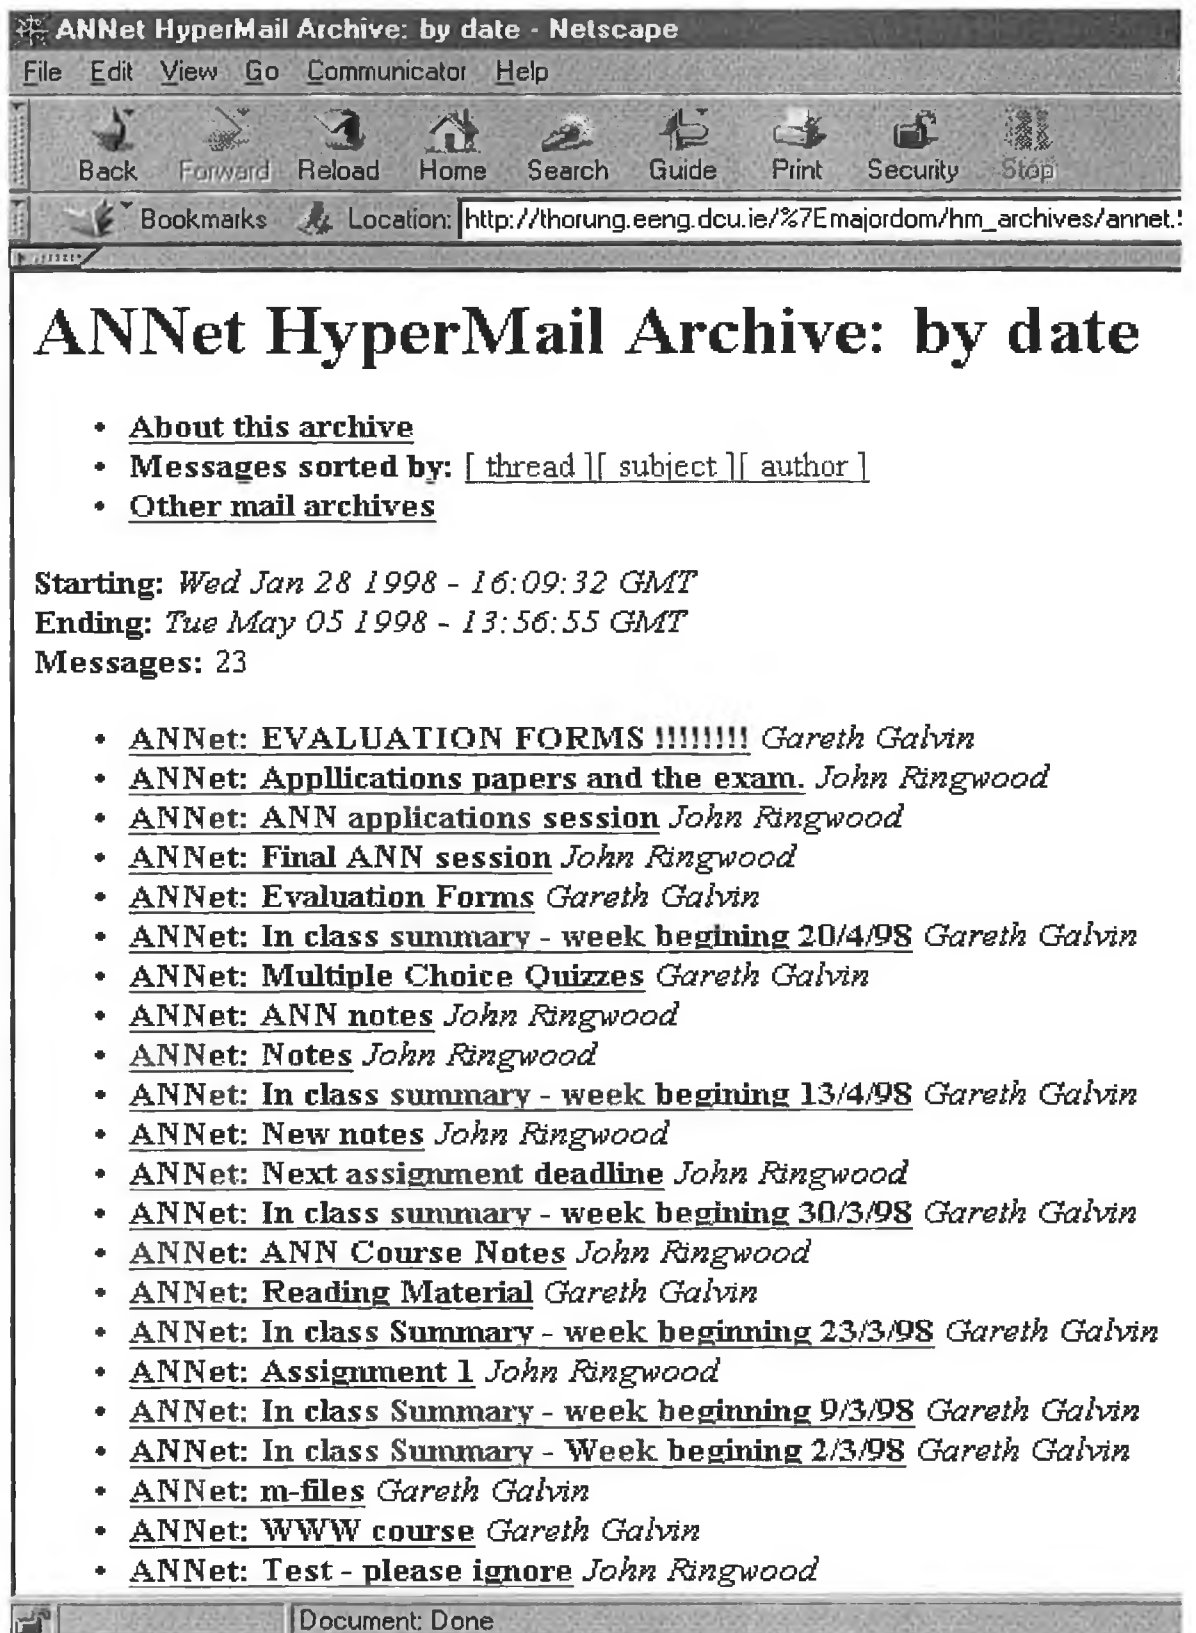 ANNet HyperMail Archive: by date - Netscape
File Edit View Go Communicator Help
Back Forward Reload Home Search Guide Print Security Stop
Bookmarks Location: http://thorung.eeng.dcu.ie/%7Emajordom/hm_archives/annet.
ANNet HyperMail Archive: by date
• About this archive
• Messages sorted by: [ thread ][ subject ][ author ]
• Other mail archives
Starting: Wed Jan 28 1998 - 16:09:32 GMT
Ending: Tue May 05 1998 - 13:56:55 GMT
Messages: 23
• ANNet: EVALUATION FORMS !!!!!!!! Gareth Galvin
• ANNet: Appllications papers and the exam. John Ringwood
• ANNet: ANN applications session John Ringwood
• ANNet: Final ANN session John Ringwood
• ANNet: Evaluation Forms Gareth Galvin
• ANNet: In class summary - week begining 20/4/98 Gareth Galvin
• ANNet: Multiple Choice Quizzes Gareth Galvin
• ANNet: ANN notes John Ringwood
• ANNet: Notes John Ringwood
• ANNet: In class summary - week begining 13/4/98 Gareth Galvin
• ANNet: New notes John Ringwood
• ANNet: Next assignment deadline John Ringwood
• ANNet: In class summary - week begining 30/3/98 Gareth Galvin
• ANNet: ANN Course Notes John Ringwood
• ANNet: Reading Material Gareth Galvin
• ANNet: In class Summary - week beginning 23/3/98 Gareth Galvin
• ANNet: Assignment 1 John Ringwood
• ANNet: In class Summary - week beginning 9/3/98 Gareth Galvin
• ANNet: In class Summary - Week begining 2/3/98 Gareth Galvin
• ANNet: m-files Gareth Galvin
• ANNet: WWW course Gareth Galvin
• ANNet: Test - please ignore John Ringwood
Document: Done